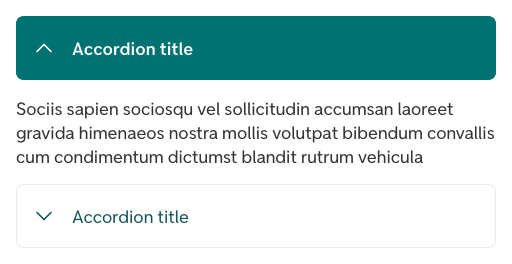 Accordion title
Sociis sapien sociosqu vel sollicitudin accumsan laoreet
gravida himenaeos nostra mollis volutpat bibendum convallis
cum condimentum dictumst blandit rutrum vehicula
Accordion title